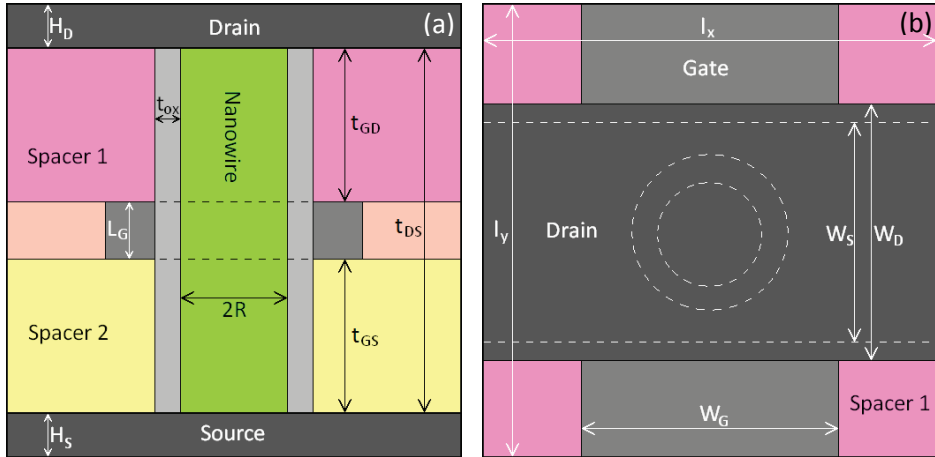 (a)
H_D
Drain
t_ox
Nanowire
t_GD
Spacer 1
L_G
t_DS
2R
Spacer 2
t_GS
H_S
Source
(b)
l_x
Gate
l_y
Drain
W_S
W_D
W_G
Spacer 1